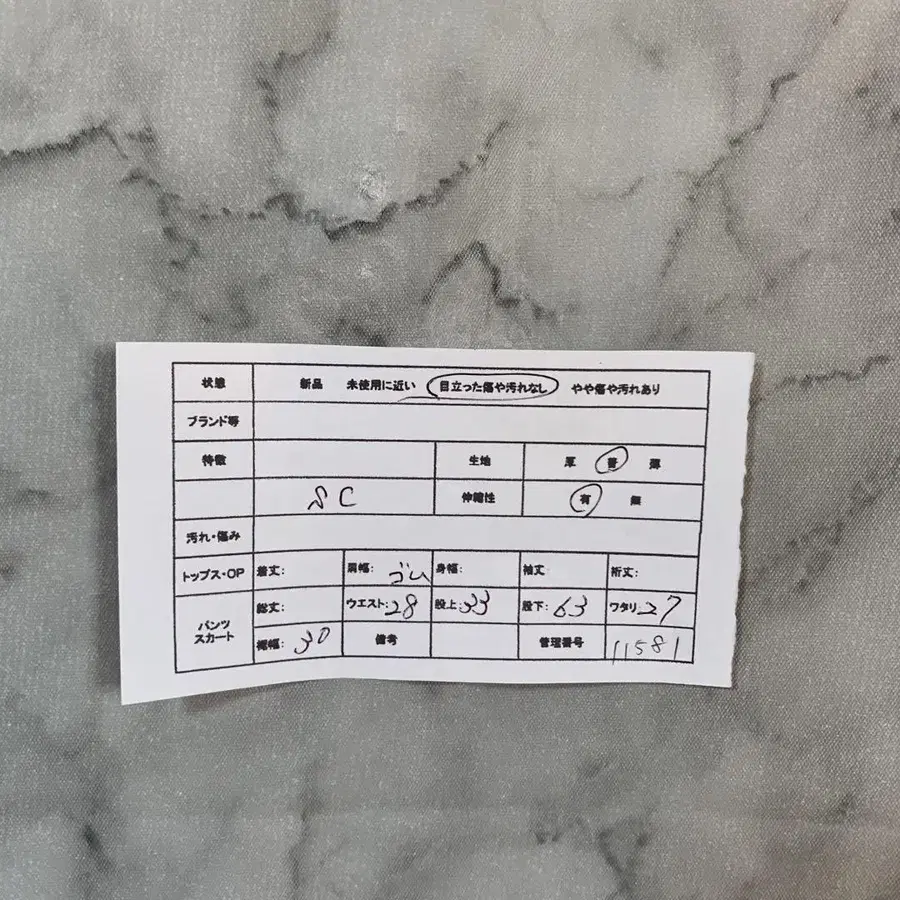 状態 新品 未使用に近い 目立った傷や汚れなし やや傷や汚れあり
ブランド等
特徴 生地 厚 普 薄
SC 伸縮性 有 無
汚れ・傷み
トップス・OP 着丈: 肩幅: ゴム 身幅: 袖丈 裄丈:
パンツ スカート 総丈: ウエスト:28 股上:33 股下:63 ワタリ:27
裾幅: 30 備考 管理番号 11581